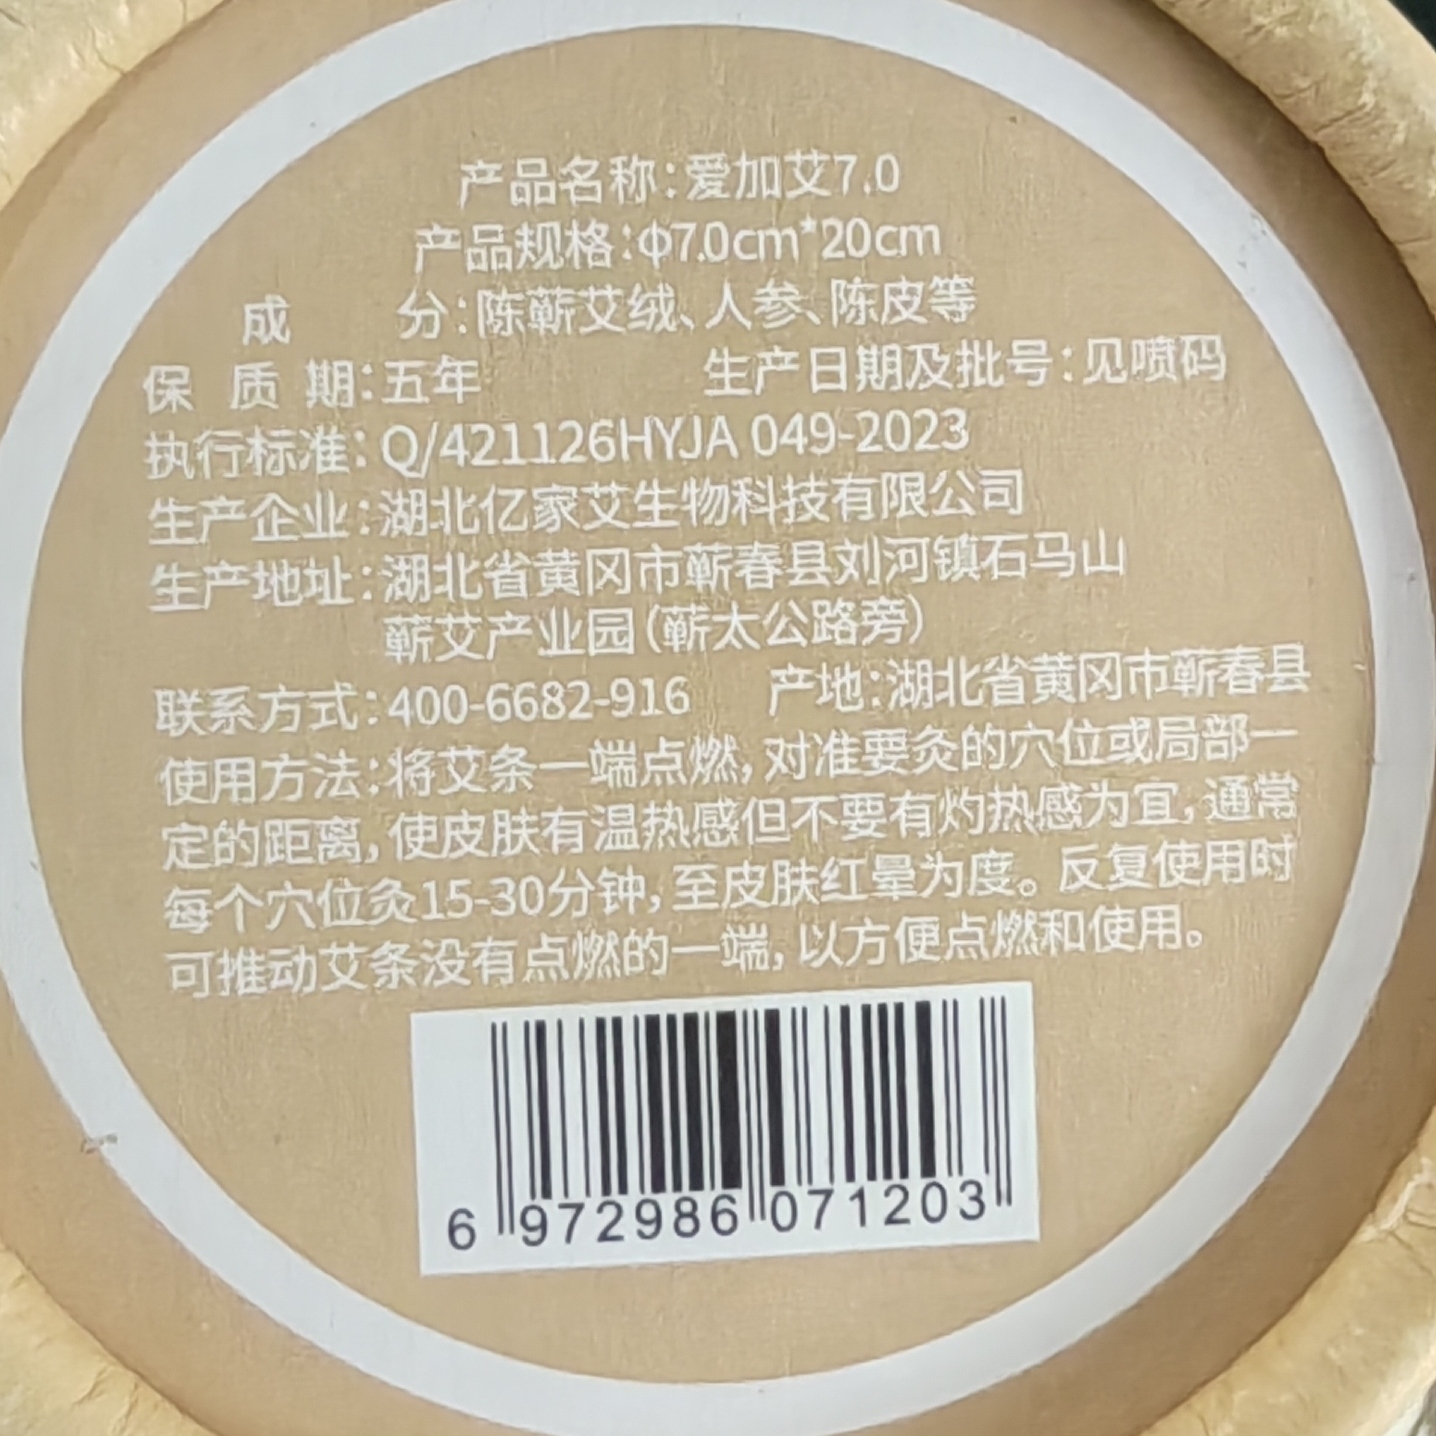 产品名称：爱加艾7.0
产品规格：Φ7.0cm*20cm
成 分：陈蕲艾绒、人参、陈皮等
保 质 期：五年 生产日期及批号：见喷码
执行标准：Q/421126HYJA 049-2023
生产企业：湖北亿家艾生物科技有限公司
生产地址：湖北省黄冈市蕲春县刘河镇石马山
蕲艾产业园（蕲太公路旁）
联系方式：400-6682-916 产地：湖北省黄冈市蕲春县
使用方法：将艾条一端点燃，对准要灸的穴位或局部一
定的距离，使皮肤有温热感但不要有灼热感为宜，通常
每个穴位灸15-30分钟，至皮肤红晕为度。反复使用时
可推动艾条没有点燃的一端，以方便点燃和使用。
6 972986 071203